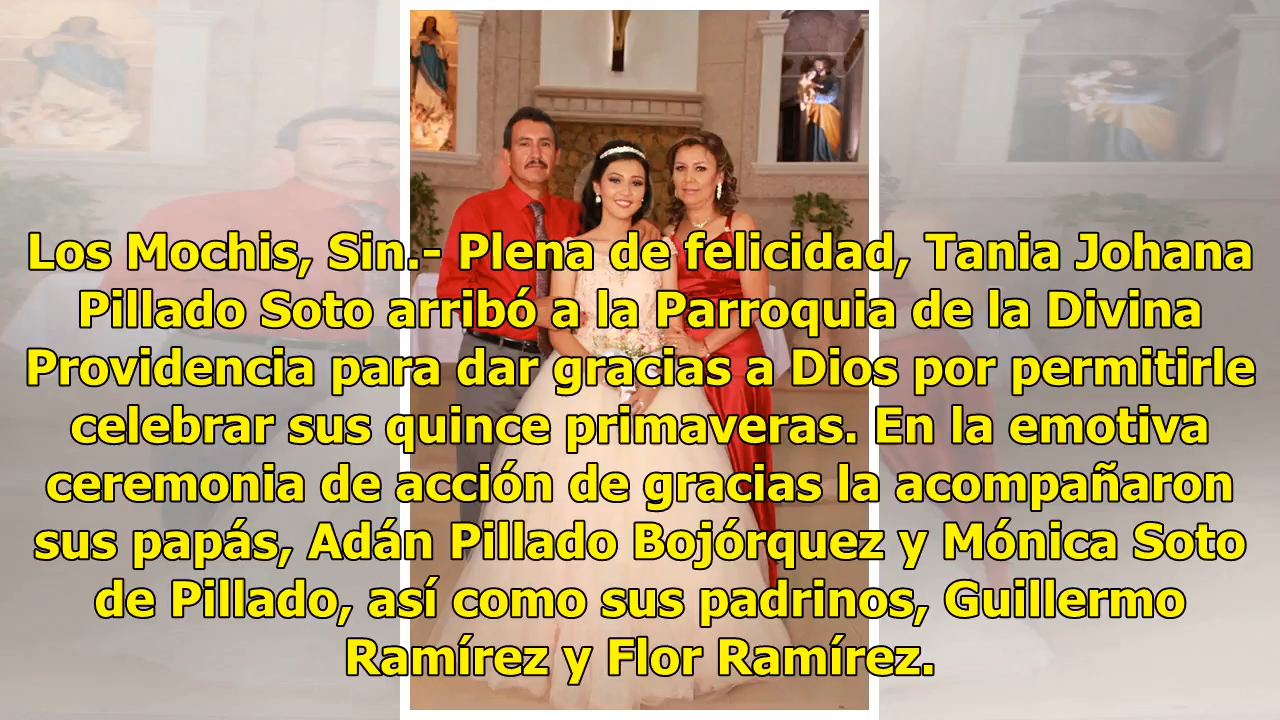 Los Mochis, Sin.- Plena de felicidad, Tania Johana
Pillado Soto arribó a la Parroquia de la Divina
Providencia para dar gracias a Dios por permitirle
celebrar sus quince primaveras. En la emotiva
ceremonia de acción de gracias la acompañaron
sus papás, Adán Pillado Bojórquez y Mónica Soto
de Pillado, así como sus padrinos, Guillermo
Ramírez y Flor Ramírez.